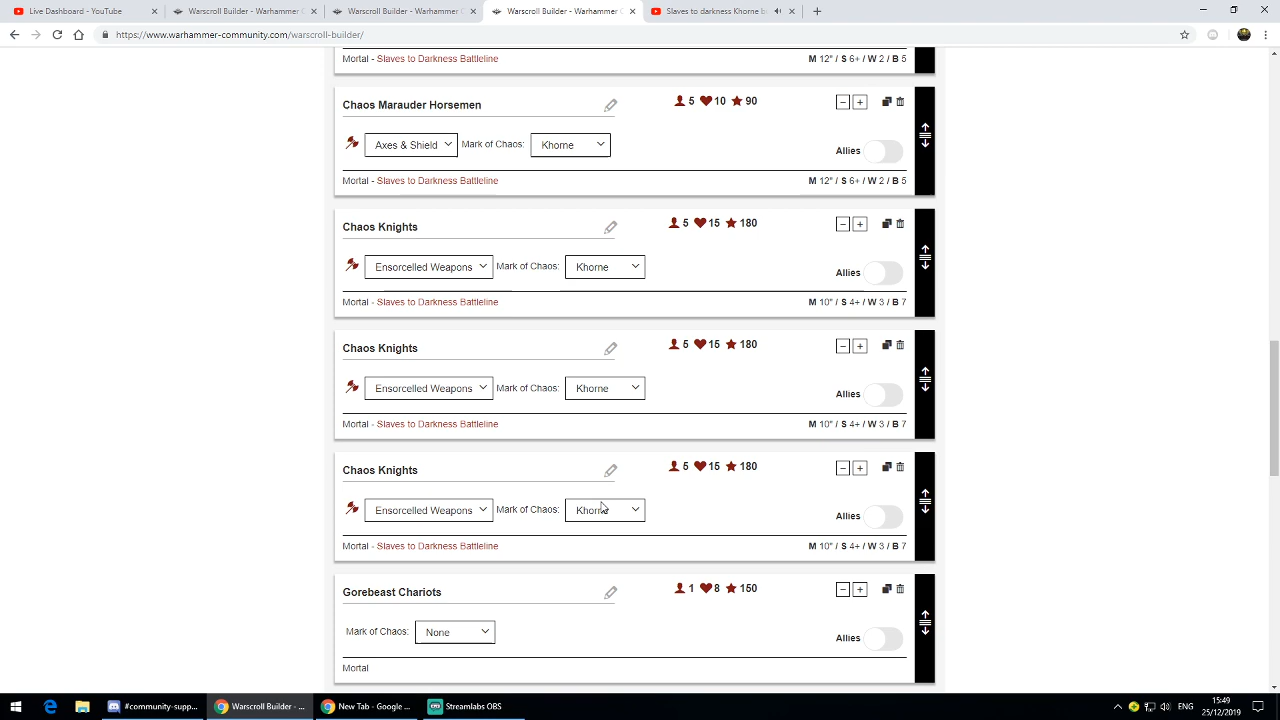 Live Dashboard - YouTube
Warscroll Builder - Warhammer C
Warscroll Builder - Warhammer C
Warscroll Builder - Warhammer C
Slaves to darkness Khorne b
https://www.warhammer-community.com/warscroll-builder/
Mortal - Slaves to Darkness Battleline M 12" / S 6+ / W 2 / B 5
Chaos Marauder Horsemen 5 10 90
Axes & Shield Mark of Chaos: Khorne Allies
Mortal - Slaves to Darkness Battleline M 12" / S 6+ / W 2 / B 5
Chaos Knights 5 15 180
Ensorcelled Weapons Mark of Chaos: Khorne Allies
Mortal - Slaves to Darkness Battleline M 10" / S 4+ / W 3 / B 7
Chaos Knights 5 15 180
Ensorcelled Weapons Mark of Chaos: Khorne Allies
Mortal - Slaves to Darkness Battleline M 10" / S 4+ / W 3 / B 7
Chaos Knights 5 15 180
Ensorcelled Weapons Mark of Chaos: Khorne Allies
Mortal - Slaves to Darkness Battleline M 10" / S 4+ / W 3 / B 7
Gorebeast Chariots 1 8 150
Mark of Chaos: None Allies
Mortal
#community-supp... Warscroll Builder - ... New Tab - Google ... Streamlabs OBS ENG 15:49
25/12/2019